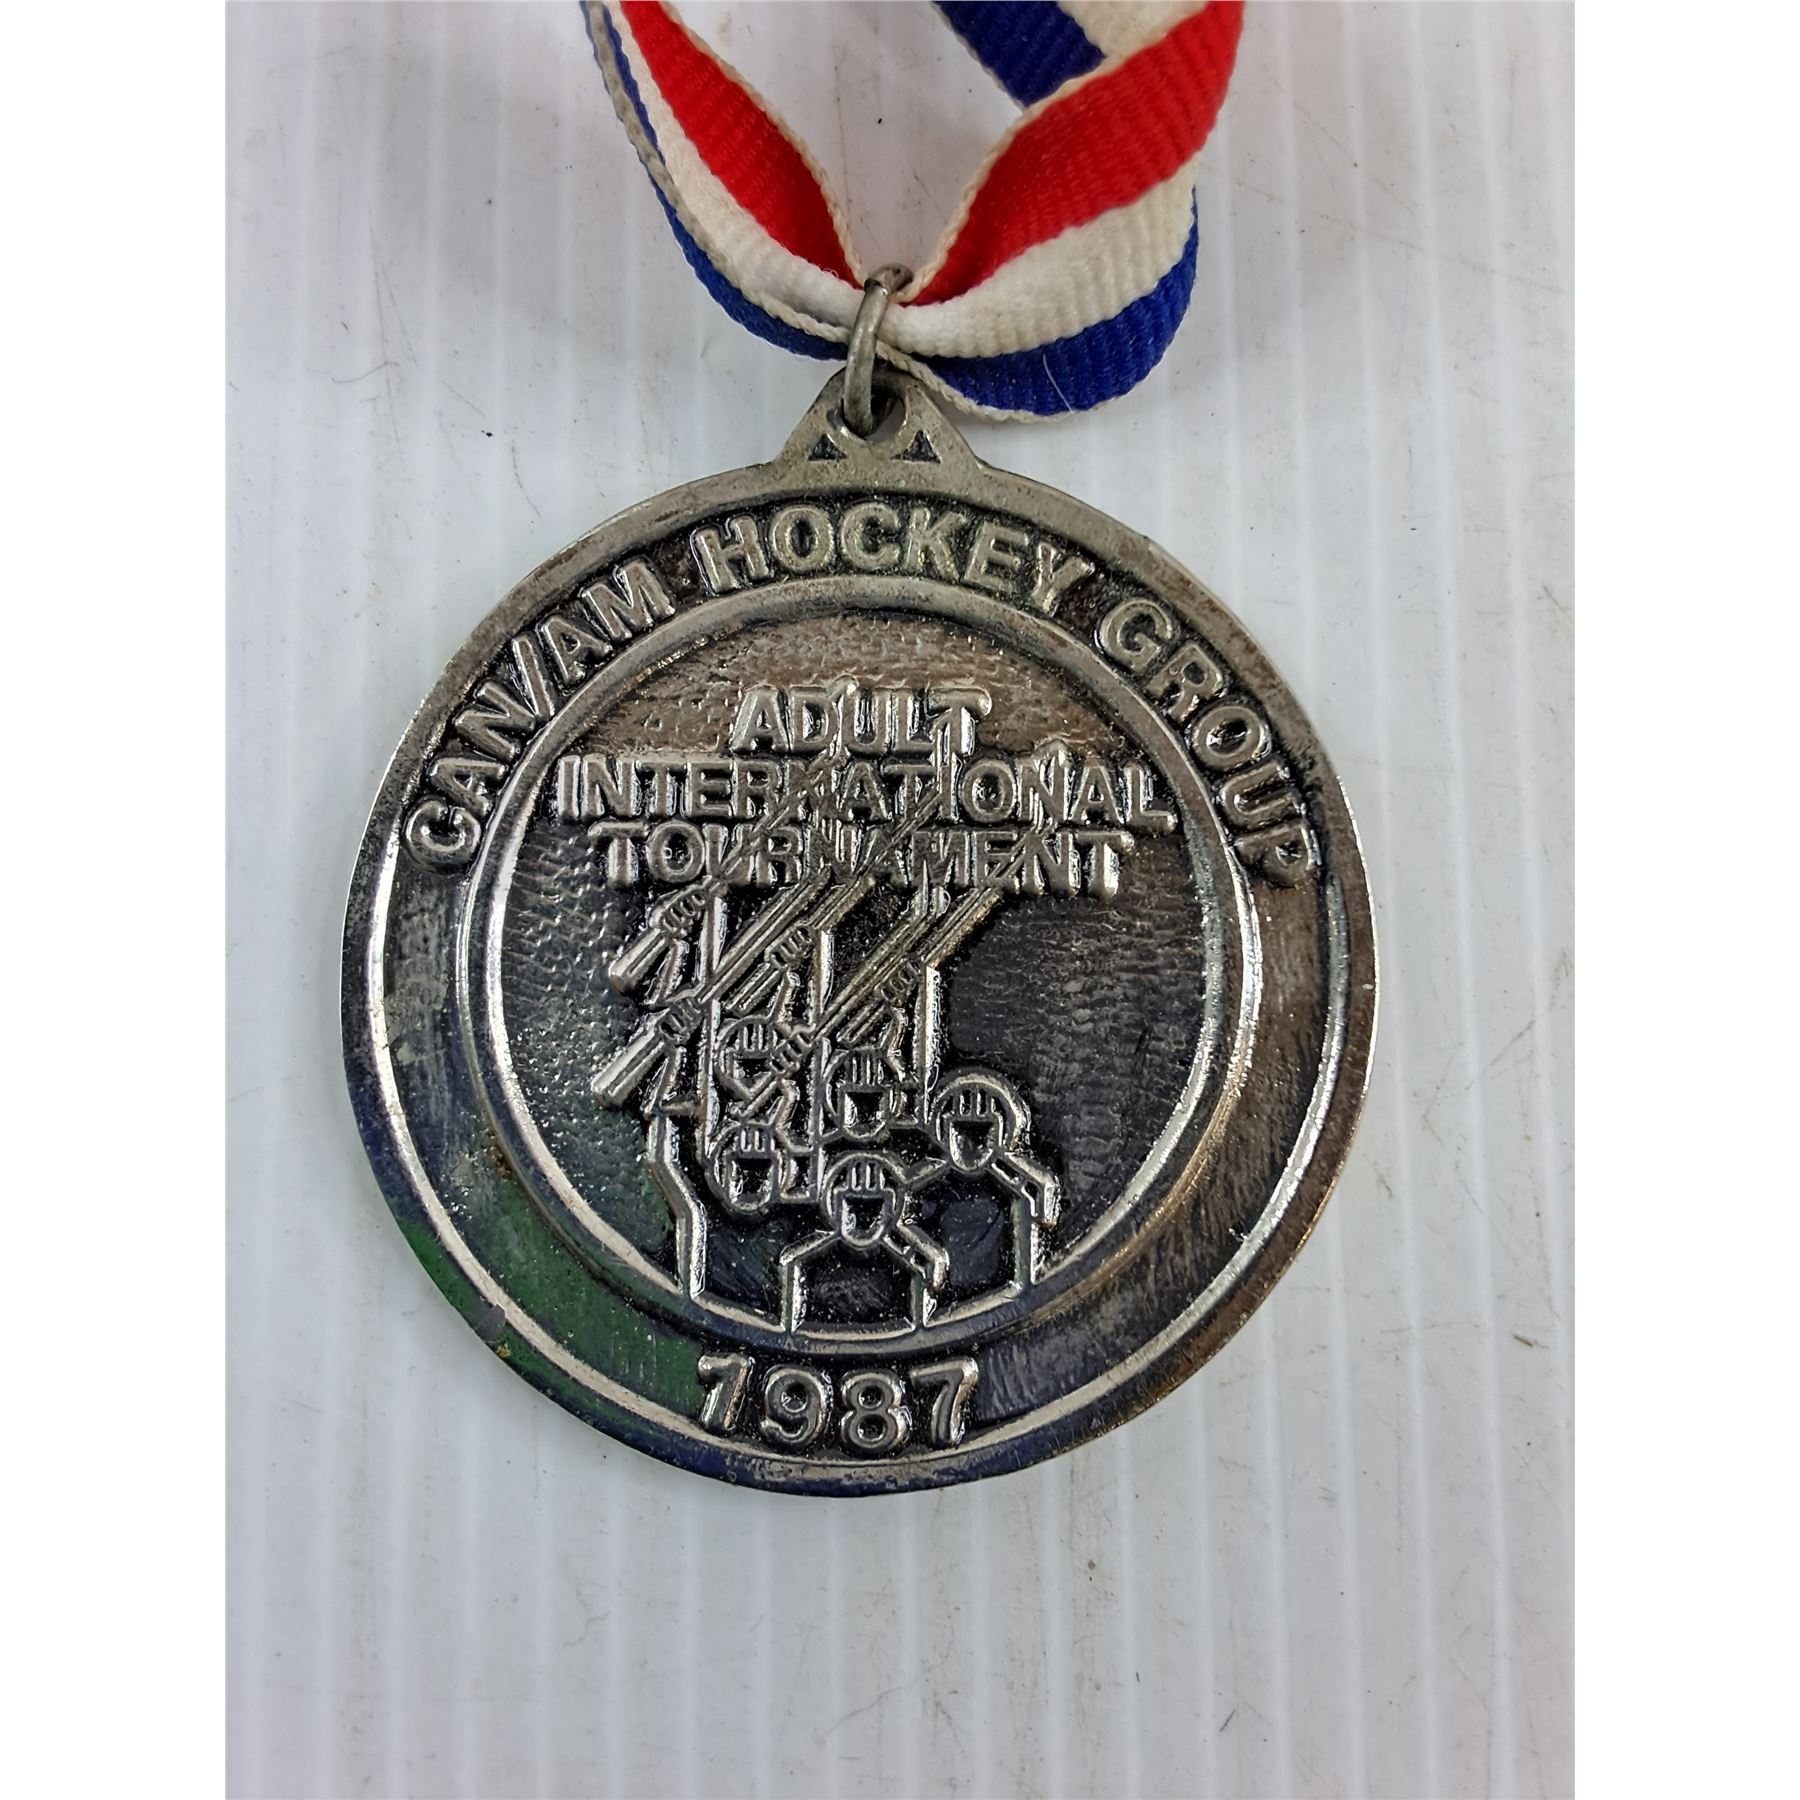 CAN/AM HOCKEY GROUP
ADULT
INTERNATIONAL
TOURNAMENT
1987